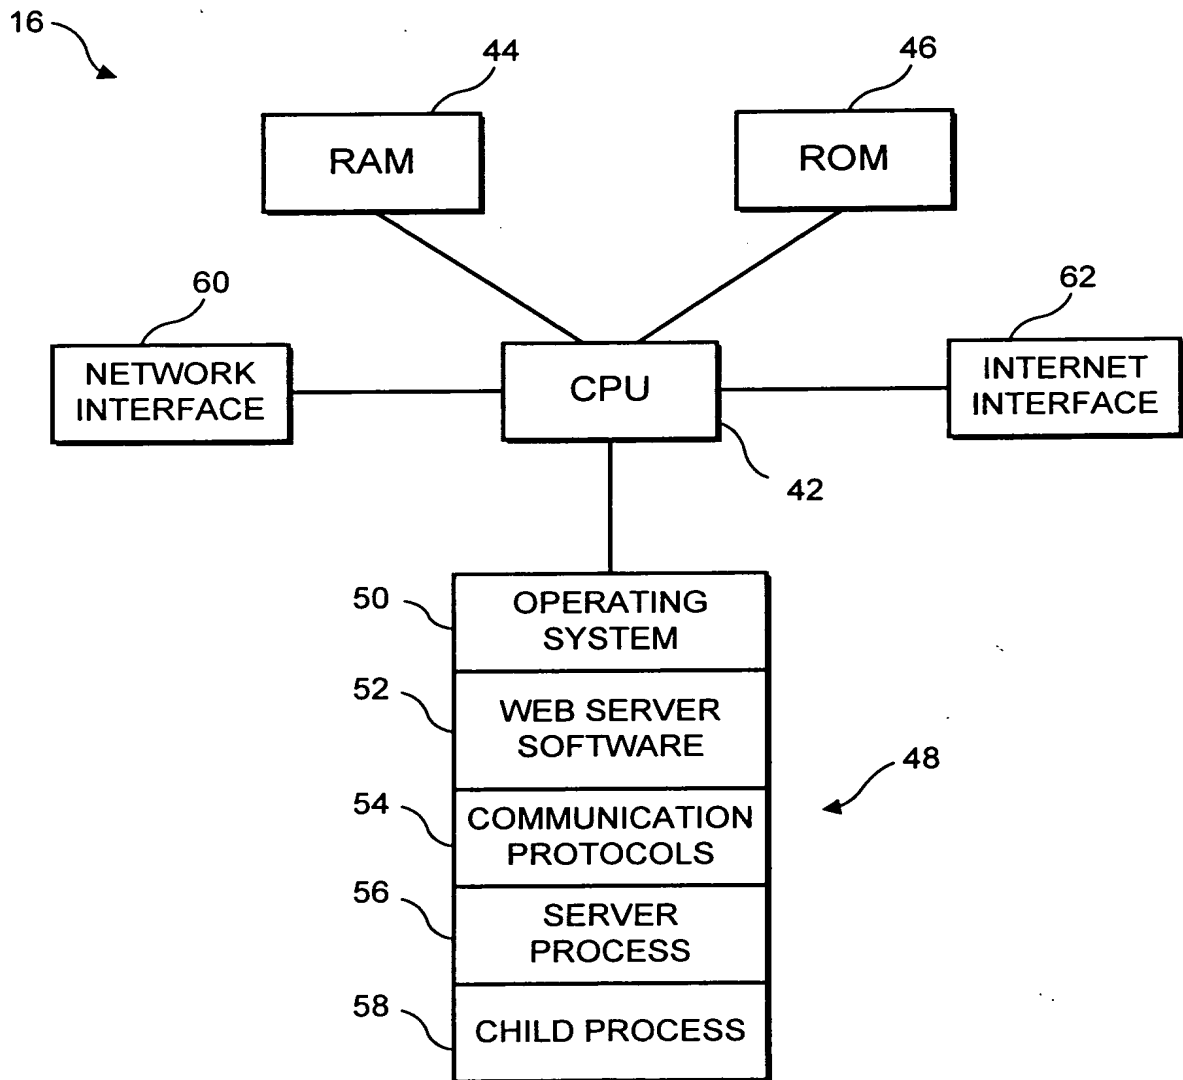 16
44
46
RAM
ROM
60
62
NETWORK
INTERFACE
CPU
INTERNET
INTERFACE
42
50
OPERATING
SYSTEM
52
WEB SERVER
SOFTWARE
48
54
COMMUNICATION
PROTOCOLS
56
SERVER
PROCESS
58
CHILD PROCESS